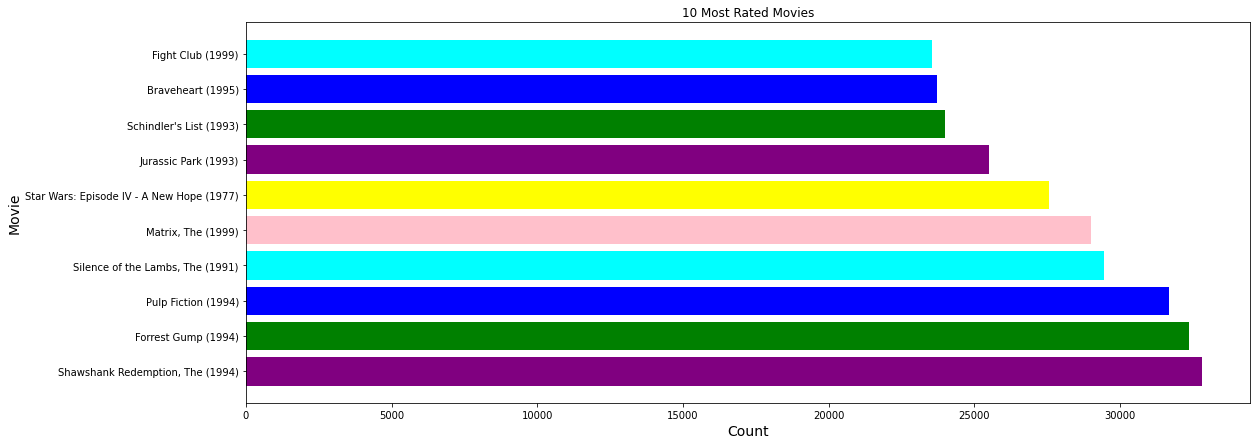 10 Most Rated Movies
Fight Club (1999)
Braveheart (1995)
Schindler's List (1993)
Jurassic Park (1993)
Star Wars: Episode IV - A New Hope (1977)
Matrix, The (1999)
Silence of the Lambs, The (1991)
Pulp Fiction (1994)
Forrest Gump (1994)
Shawshank Redemption, The (1994)
Movie
0 5000 10000 15000 20000 25000 30000
Count